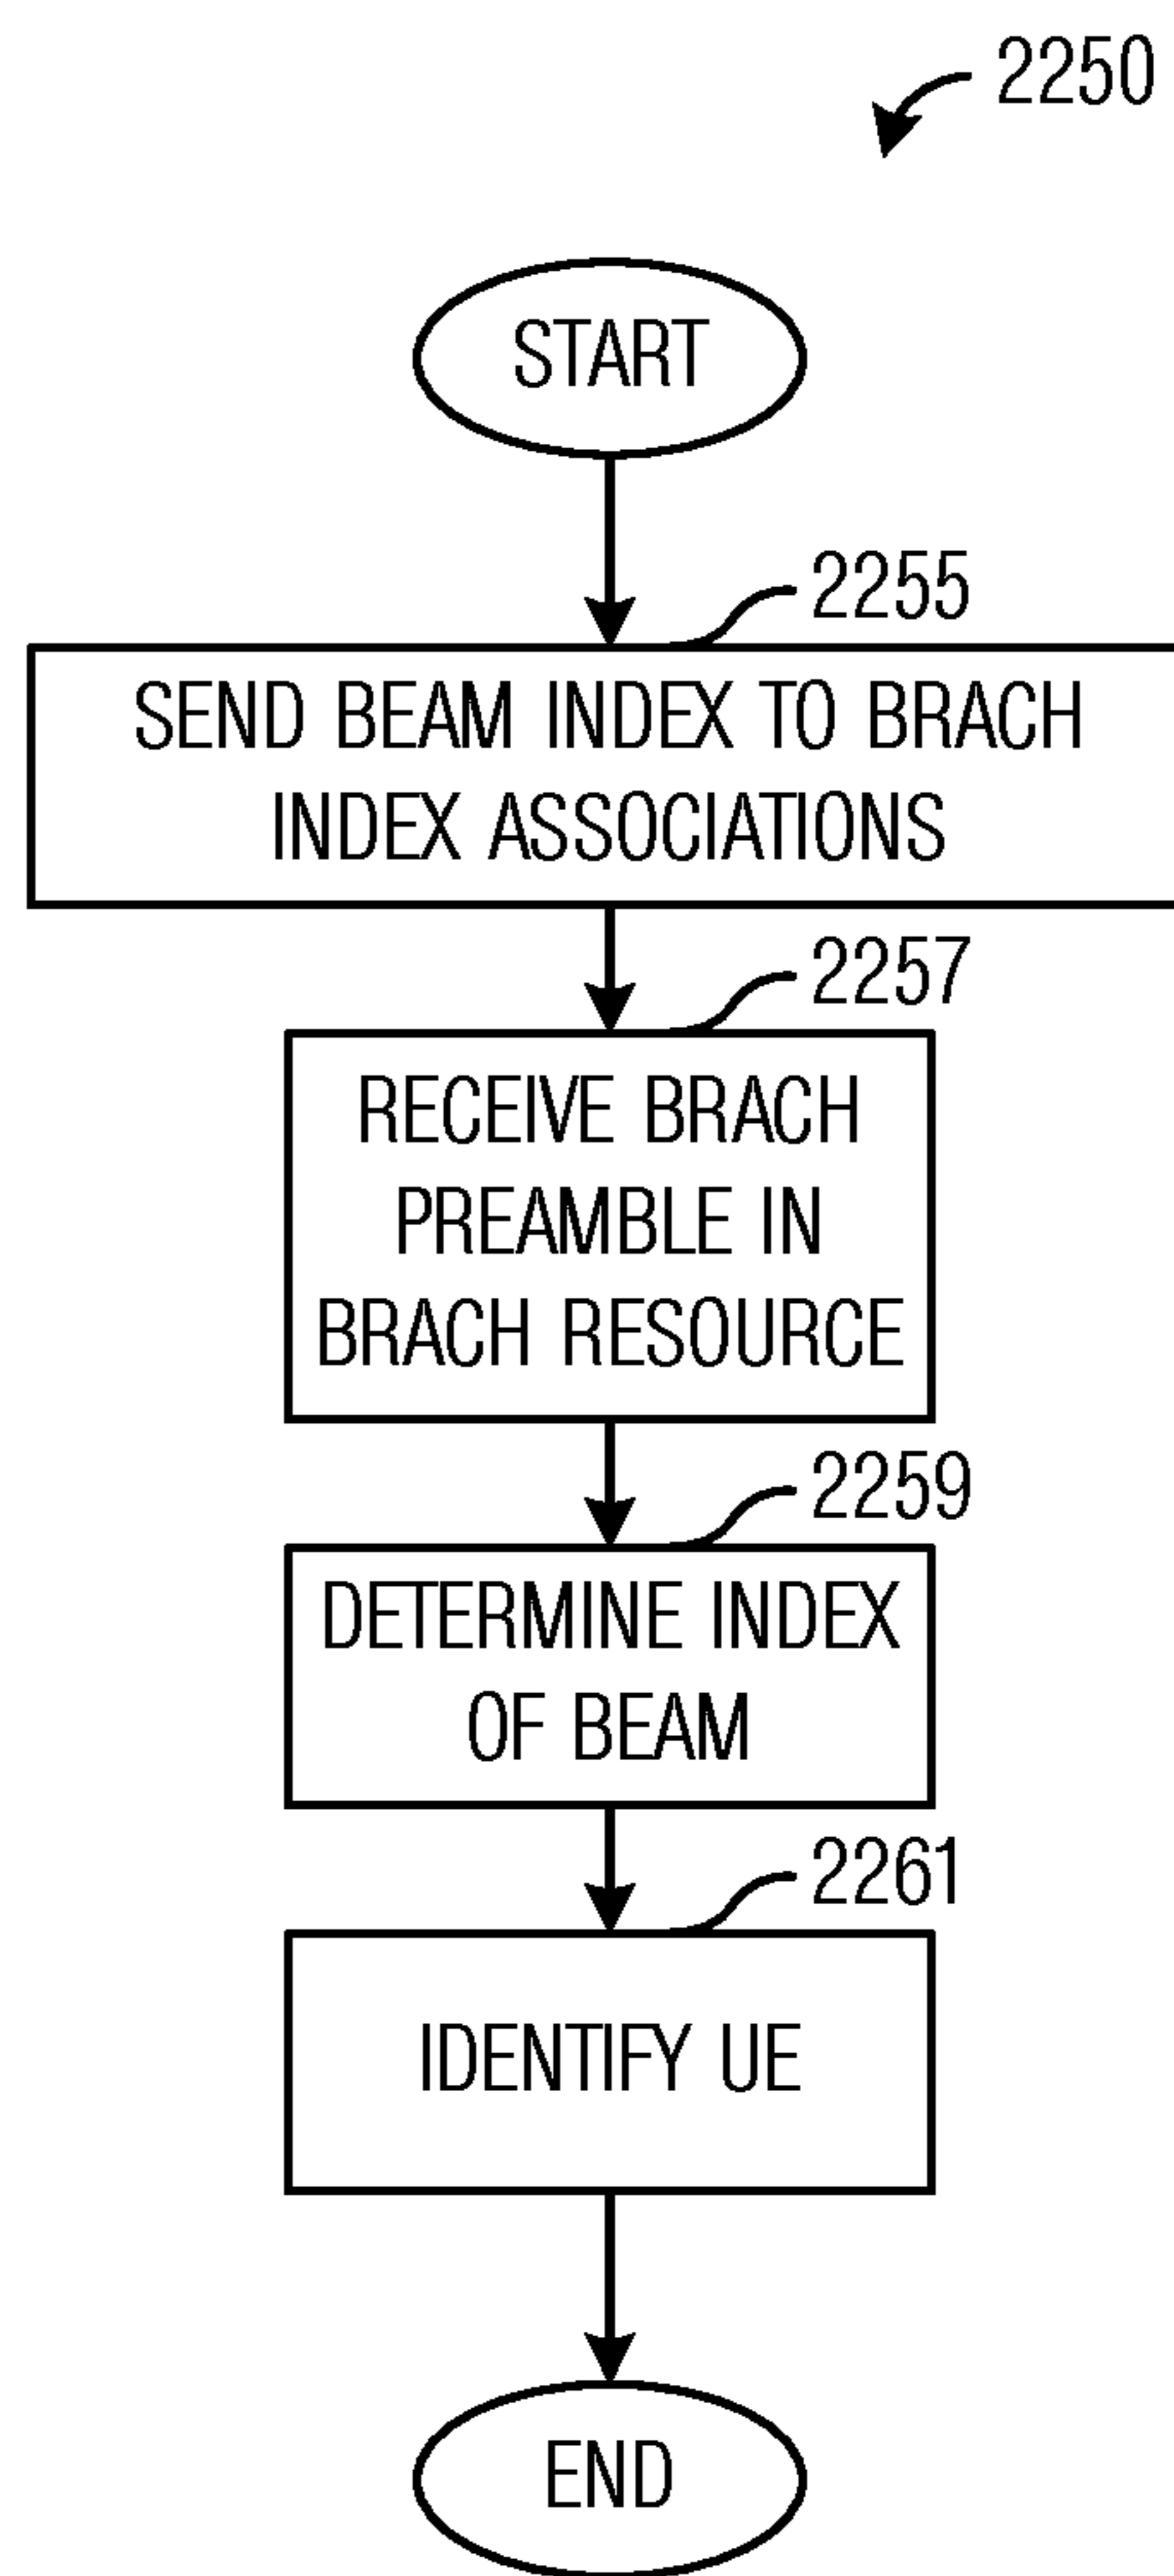 2250
START
2255
SEND BEAM INDEX TO BRACH
INDEX ASSOCIATIONS
2257
RECEIVE BRACH
PREAMBLE IN
BRACH RESOURCE
2259
DETERMINE INDEX
OF BEAM
2261
IDENTIFY UE
END